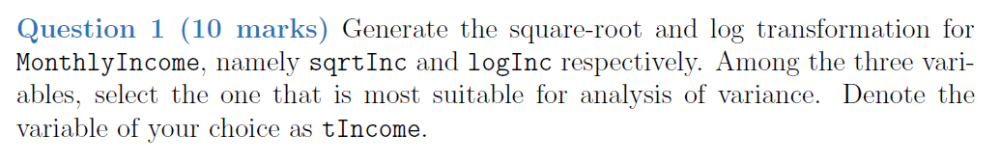 Question 1 (10 marks) Generate the square-root and log transformation for
MonthlyIncome, namely sqrtInc and logInc respectively. Among the three vari-
ables, select the one that is most suitable for analysis of variance. Denote the
variable of your choice as tIncome.